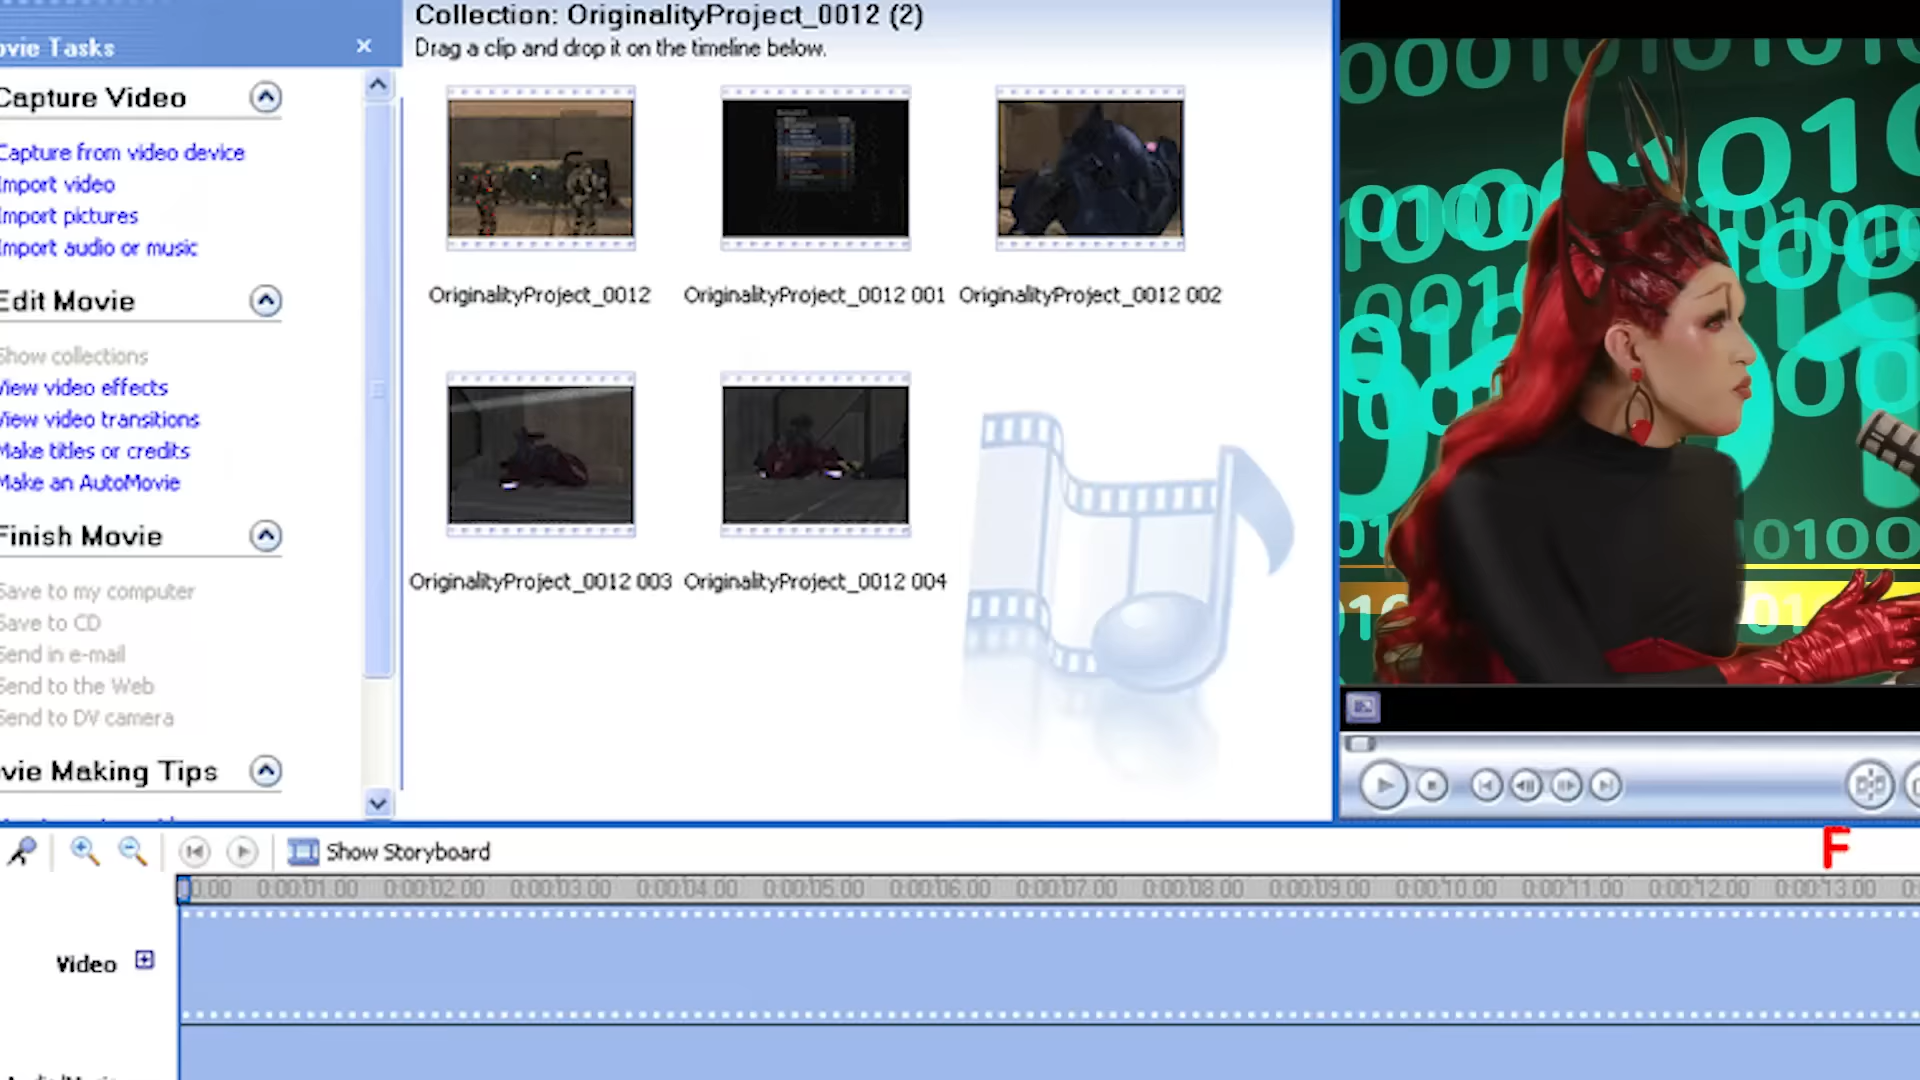 Collection: OriginalityProject_0012 (2)
Drag a clip and drop it on the timeline below.
ovie Tasks
Capture Video
Capture from video device
Import video
Import pictures
Import audio or music
Edit Movie
Show collections
View video effects
View video transitions
Make titles or credits
Make an AutoMovie
Finish Movie
Save to my computer
Save to CD
Send in e-mail
Send to the Web
Send to DV camera
vie Making Tips
OriginalityProject_0012
OriginalityProject_0012 001
OriginalityProject_0012 002
OriginalityProject_0012 003
OriginalityProject_0012 004
Show Storyboard
F
0.00 0:00:01.00 0:00:02.00 0:00:03.00 0:00:04.00 0:00:05.00 0:00:06.00 0:00:07.00 0:00:08.00 0:00:09.00 0:00:10.00 0:00:11.00 0:00:12.00 0:00:13.00
Video